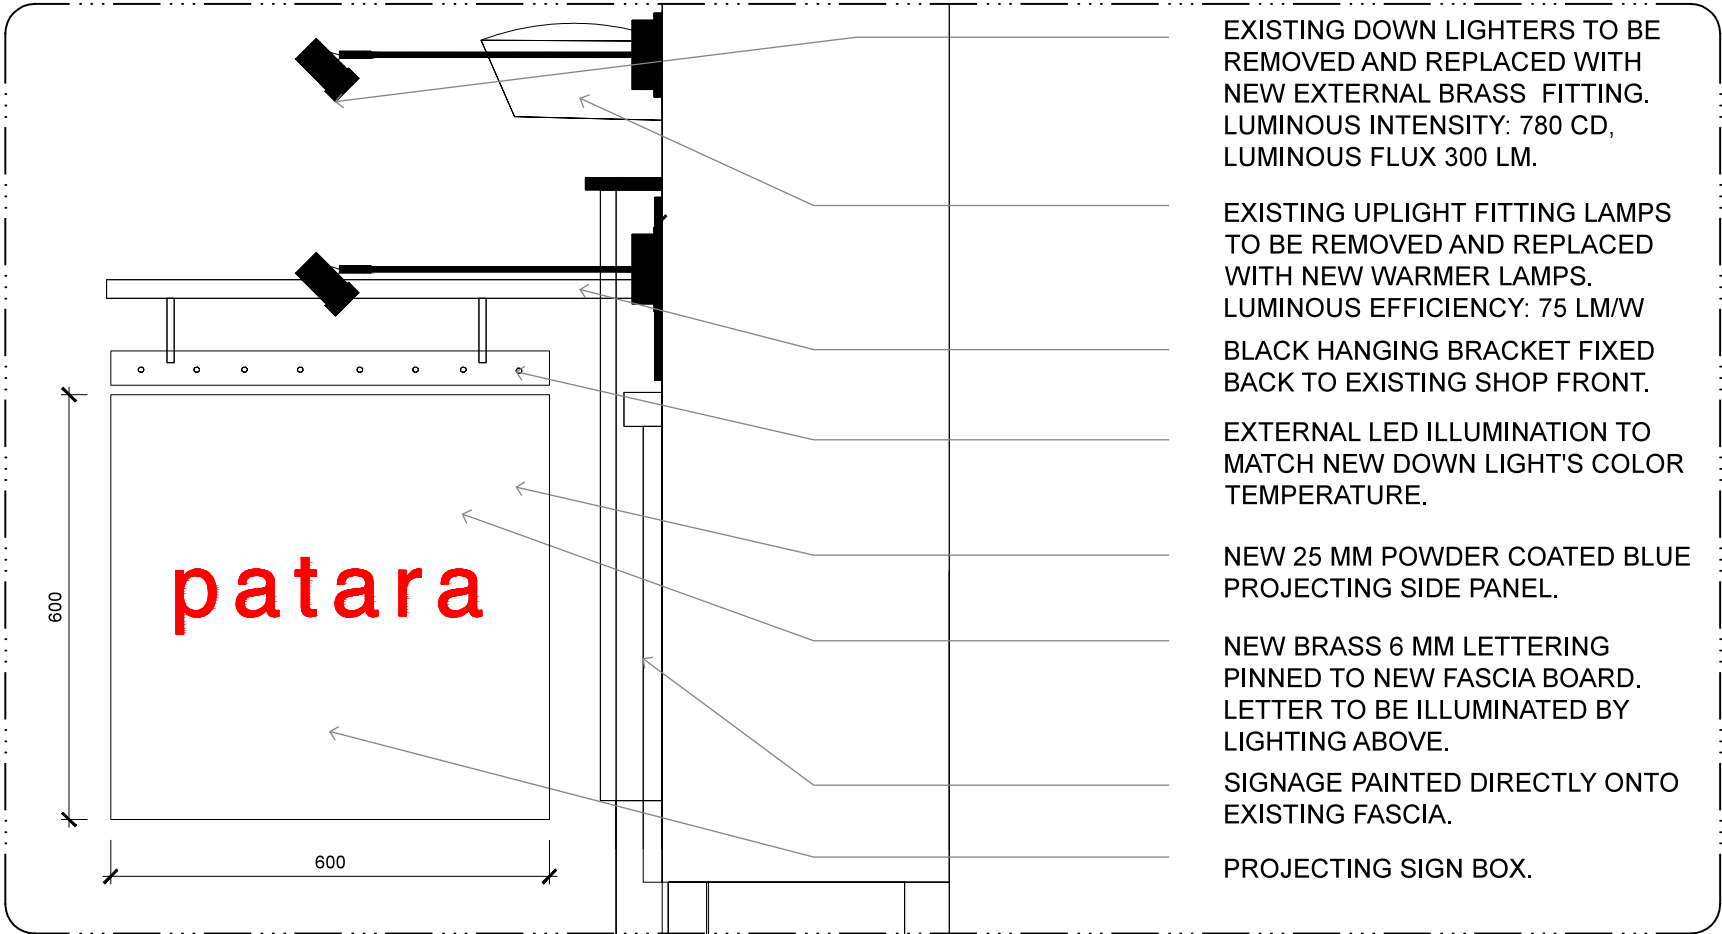 EXISTING DOWN LIGHTERS TO BE
REMOVED AND REPLACED WITH
NEW EXTERNAL BRASS FITTING.
LUMINOUS INTENSITY: 780 CD,
LUMINOUS FLUX 300 LM.
EXISTING UPLIGHT FITTING LAMPS
TO BE REMOVED AND REPLACED
WITH NEW WARMER LAMPS.
LUMINOUS EFFICIENCY: 75 LM/W
BLACK HANGING BRACKET FIXED
BACK TO EXISTING SHOP FRONT.
EXTERNAL LED ILLUMINATION TO
MATCH NEW DOWN LIGHT'S COLOR
TEMPERATURE.
NEW 25 MM POWDER COATED BLUE
PROJECTING SIDE PANEL.
NEW BRASS 6 MM LETTERING
PINNED TO NEW FASCIA BOARD.
LETTER TO BE ILLUMINATED BY
LIGHTING ABOVE.
SIGNAGE PAINTED DIRECTLY ONTO
EXISTING FASCIA.
PROJECTING SIGN BOX.
patara
600
600